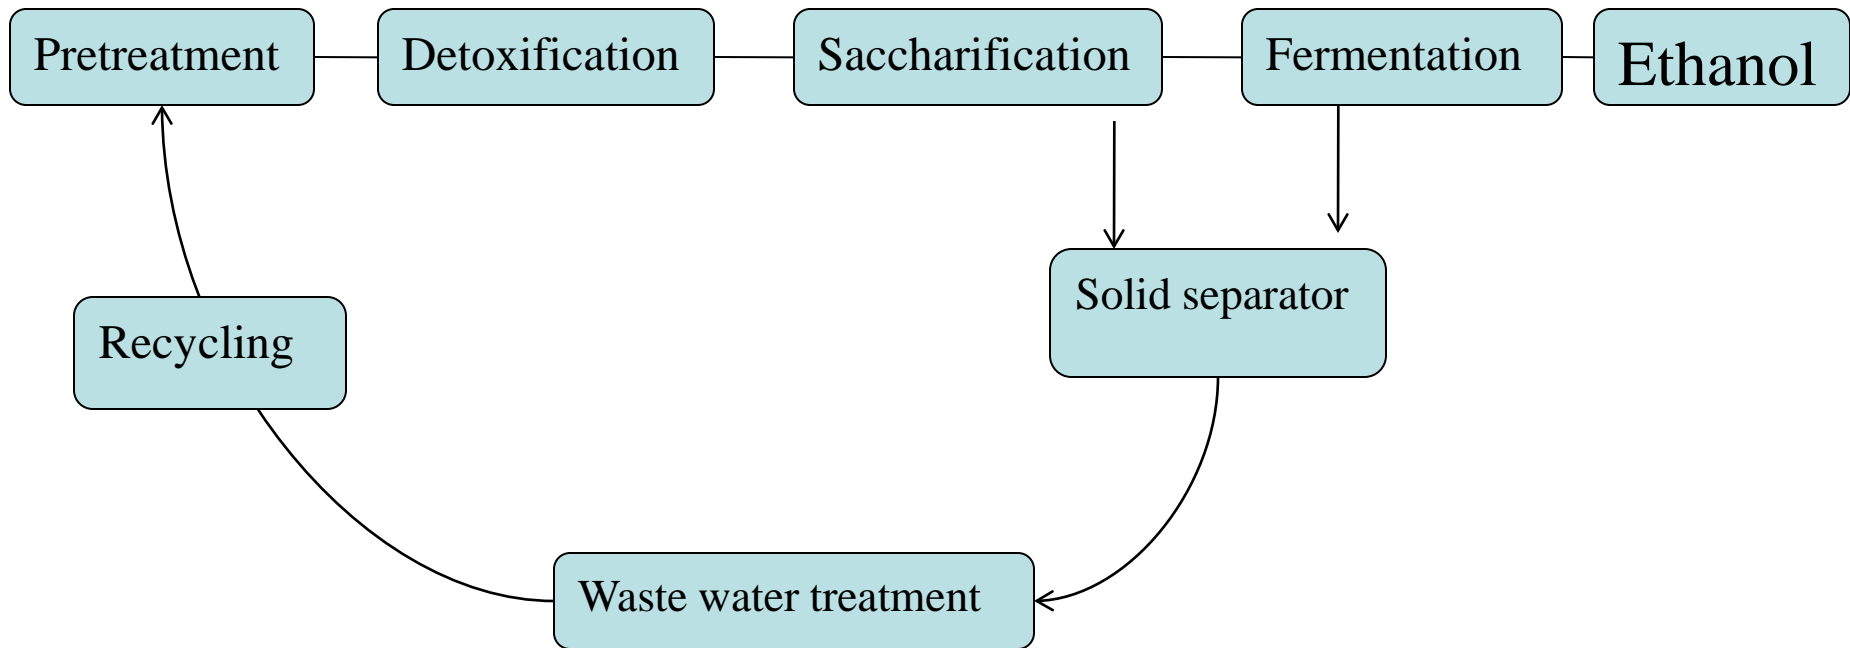 Pretreatment
Detoxification
Saccharification
Fermentation
Ethanol
Solid separator
Recycling
Waste water treatment